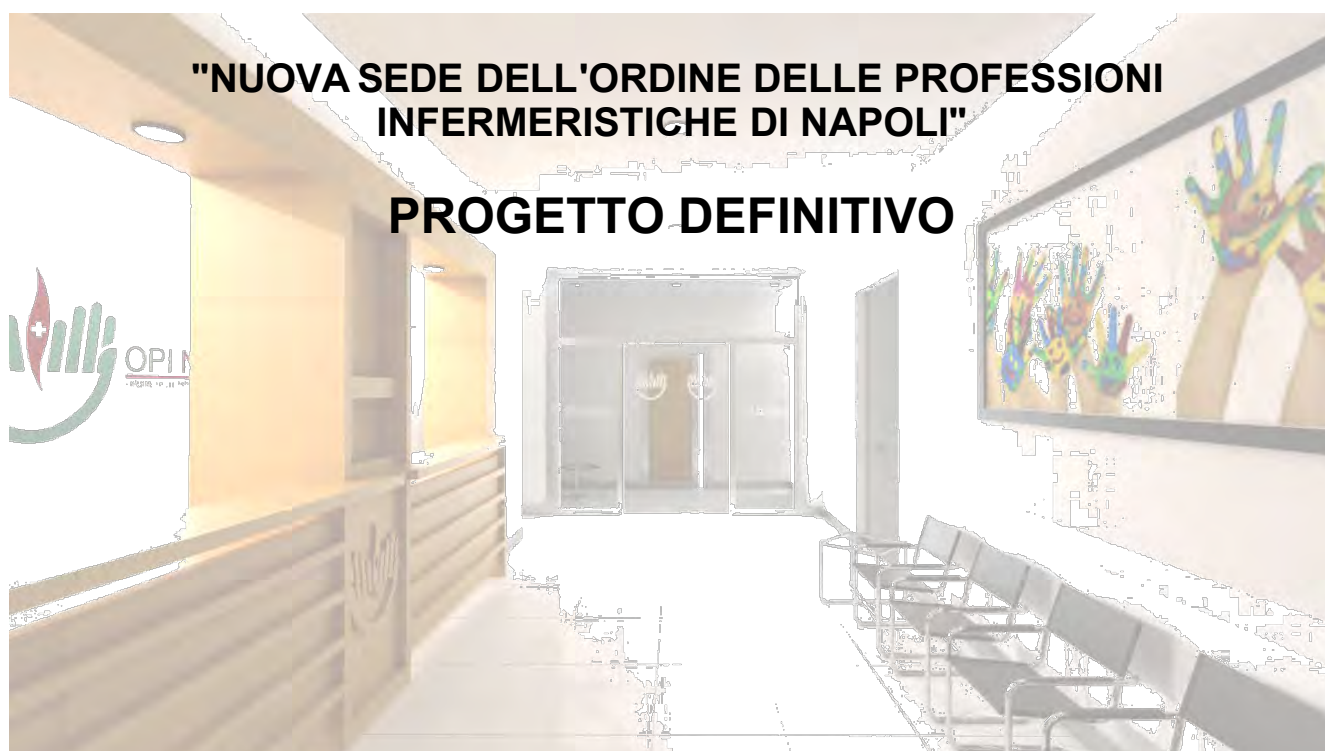 "NUOVA SEDE DELL'ORDINE DELLE PROFESSIONI
INFERMERISTICHE DI NAPOLI"
PROGETTO DEFINITIVO
OPI